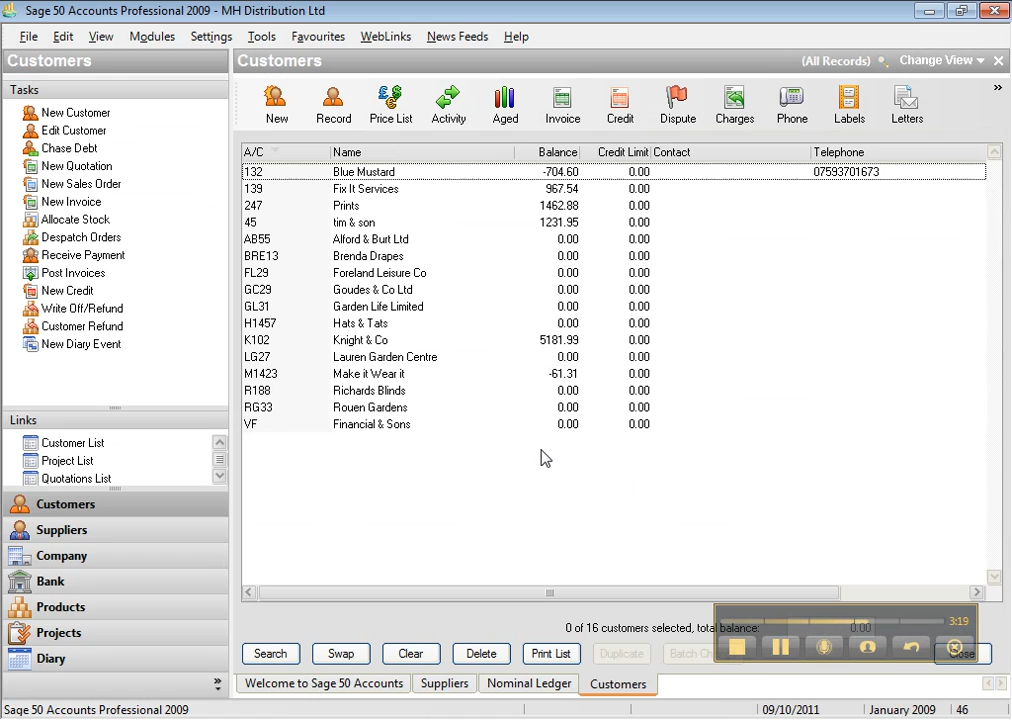 Sage 50 Accounts Professional 2009 - MH Distribution Ltd
File Edit View Modules Settings Tools Favourites WebLinks News Feeds Help
Customers
Tasks
New Customer
Edit Customer
Chase Debt
New Quotation
New Sales Order
New Invoice
Allocate Stock
Despatch Orders
Receive Payment
Post Invoices
New Credit
Write Off/Refund
Customer Refund
New Diary Event
Links
Customer List
Project List
Quotations List
Customers
Suppliers
Company
Bank
Products
Projects
Diary
Customers (All Records) Change View
New Record Price List Activity Aged Invoice Credit Dispute Charges Phone Labels Letters
A/C Name Balance Credit Limit Contact Telephone
132 Blue Mustard -704.60 0.00 07593701673
139 Fix It Services 967.54 0.00
247 Prints 1462.88 0.00
45 tim & son 1231.95 0.00
AB55 Alford & Burt Ltd 0.00 0.00
BRE13 Brenda Drapes 0.00 0.00
FL29 Foreland Leisure Co 0.00 0.00
GC29 Goudes & Co Ltd 0.00 0.00
GL31 Garden Life Limited 0.00 0.00
H1457 Hats & Tats 0.00 0.00
K102 Knight & Co 5181.99 0.00
LG27 Lauren Garden Centre 0.00 0.00
M1423 Make it Wear it -61.31 0.00
R188 Richards Blinds 0.00 0.00
RG33 Rouen Gardens 0.00 0.00
VF Financial & Sons 0.00 0.00
0 of 16 customers selected, total balance: 0.00
3:19
Search Swap Clear Delete Print List Duplicate Batch Ch Close
Welcome to Sage 50 Accounts Suppliers Nominal Ledger Customers
Sage 50 Accounts Professional 2009 09/10/2011 January 2009 46